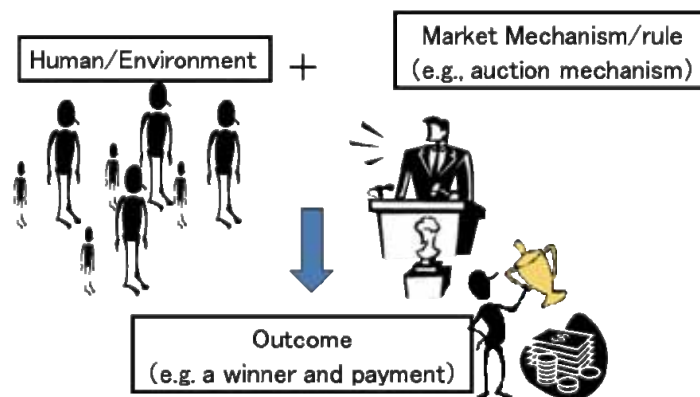 Human/Environment
+
Market Mechanism/rule
(e.g., auction mechanism)
Outcome
(e.g. a winner and payment)